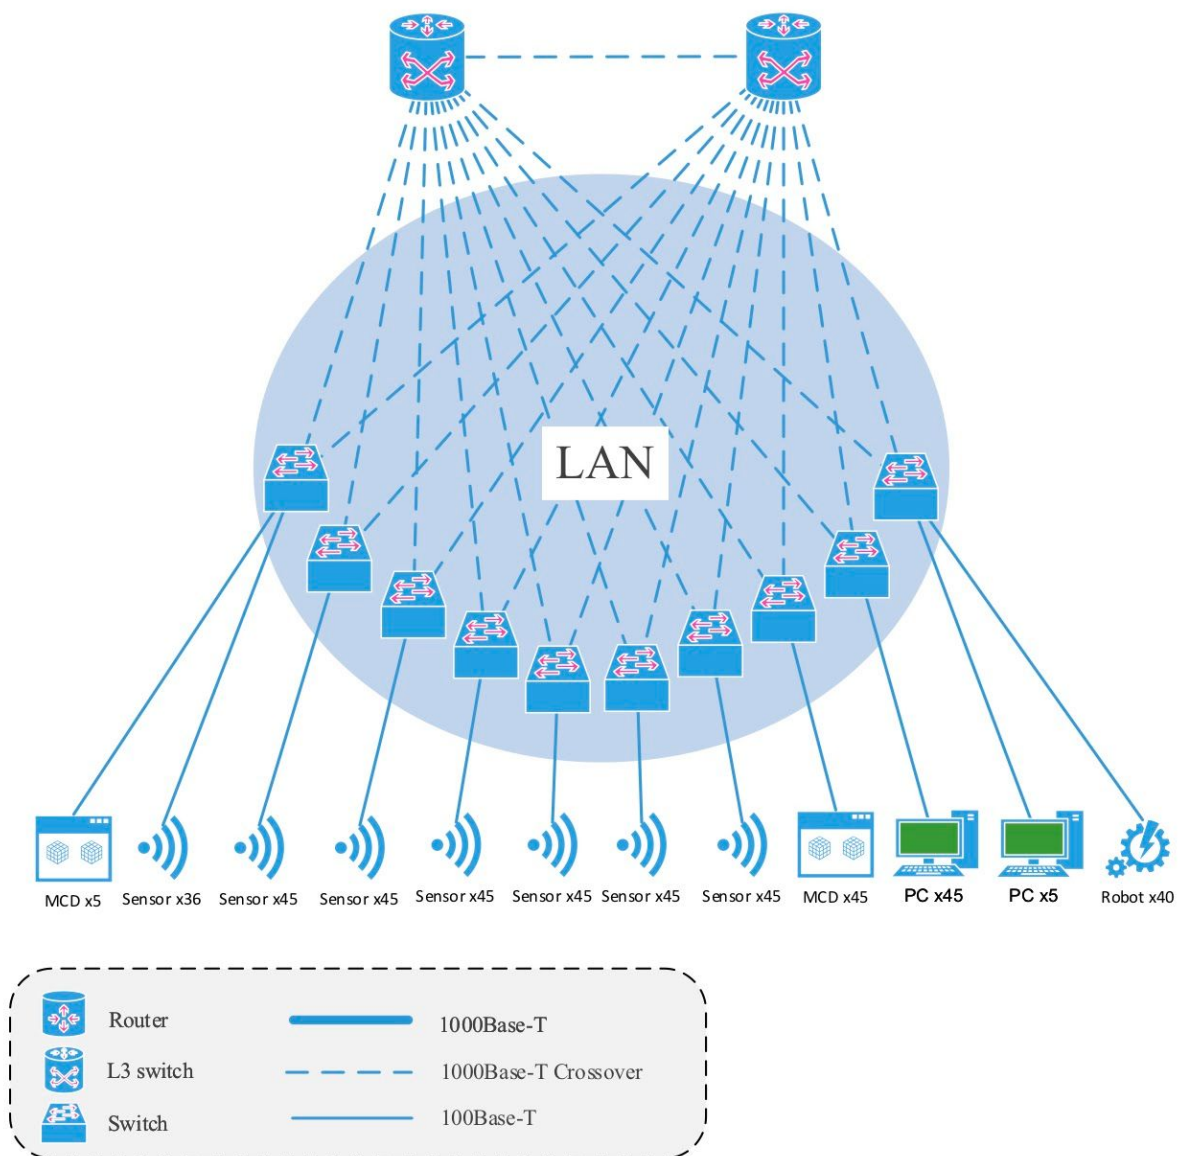 LAN
MCD x5
Sensor x36
Sensor x45
Sensor x45
Sensor x45
Sensor x45
Sensor x45
Sensor x45
MCD x45
PC x45
PC x5
Robot x40
Router
1000Base-T
L3 switch
1000Base-T Crossover
Switch
100Base-T